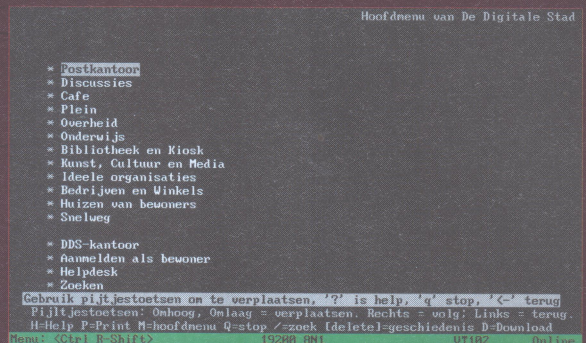 Hoofdmenu van De Digitale Stad
* Postkantoor
* Discussies
* Cafe
* Plein
* Overheid
* Onderwijs
* Bibliotheek en Kiosk
* Kunst, Cultuur en Media
* Ideele organisaties
* Bedrijven en Winkels
* Huizen van bewoners
* Snelweg
* DDS-kantoor
* Aanmelden als bewoner
* Helpdesk
* Zoeken
Gebruik pijtjestoetsen om te verplaatsen, '?' is help, 'q' stop, '<-' terug
Pijltjestoetsen: Omhoog, Omlaag = verplaatsen. Rechts = volg; Links = terug.
H=Help P=Print M=hoofdmenu Q=stop /=zoek [delete]=geschiedenis D=Download
Menu: <Ctrl R-Shift> 19200 8N1 VT102 Online